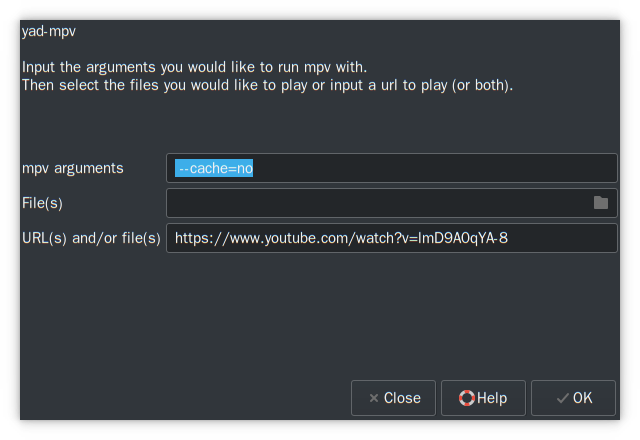 yad-mpv
Input the arguments you would like to run mpv with.
Then select the files you would like to play or input a url to play (or both).
mpv arguments --cache=no
File(s)
URL(s) and/or file(s) https://www.youtube.com/watch?v=lmD9A0qYA-8
Close Help OK